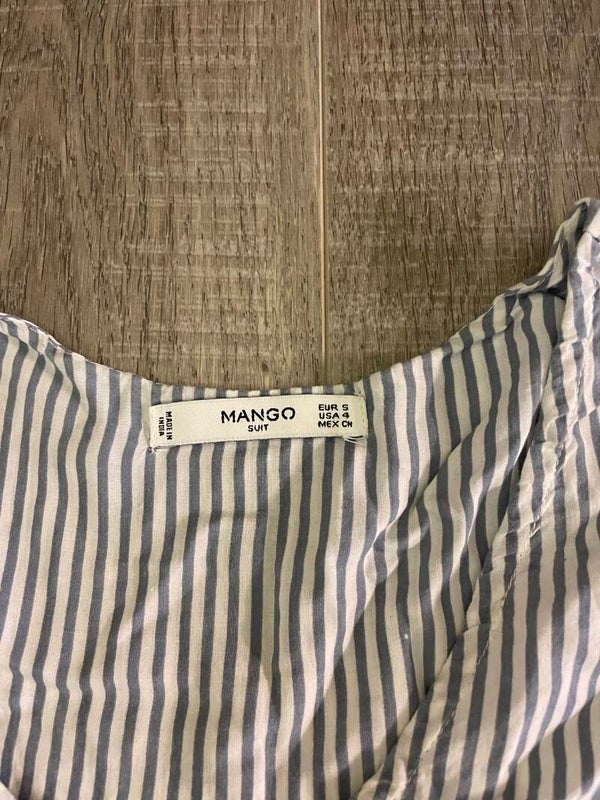 MADE IN
INDIA
MANGO
SUIT
EUR S
USA 4
MEX CH